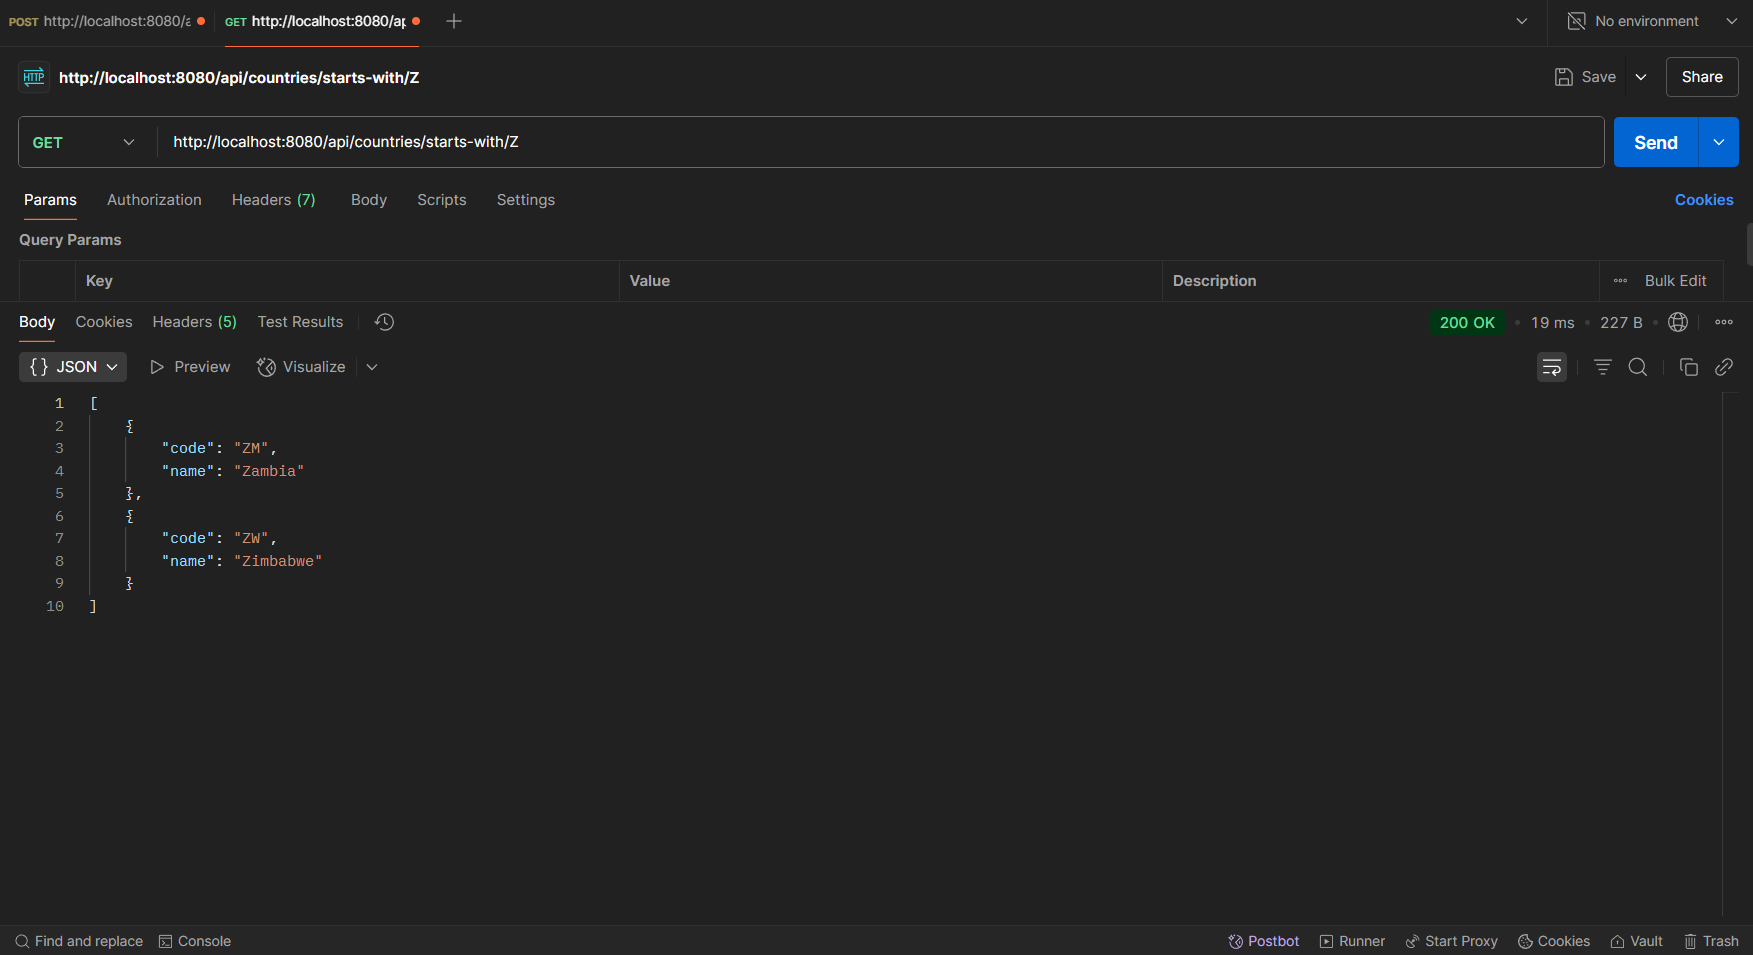 POST http://localhost:8080/a GET http://localhost:8080/ap No environment
HTTP http://localhost:8080/api/countries/starts-with/Z Save Share
GET http://localhost:8080/api/countries/starts-with/Z Send
Params Authorization Headers (7) Body Scripts Settings Cookies
Query Params
Key Value Description Bulk Edit
Body Cookies Headers (5) Test Results 200 OK • 19 ms • 227 B
{} JSON Preview Visualize
1 [
2 {
3 "code": "ZM",
4 "name": "Zambia"
5 },
6 {
7 "code": "ZW",
8 "name": "Zimbabwe"
9 }
10 ]
Find and replace Console Postbot Runner Start Proxy Cookies Vault Trash